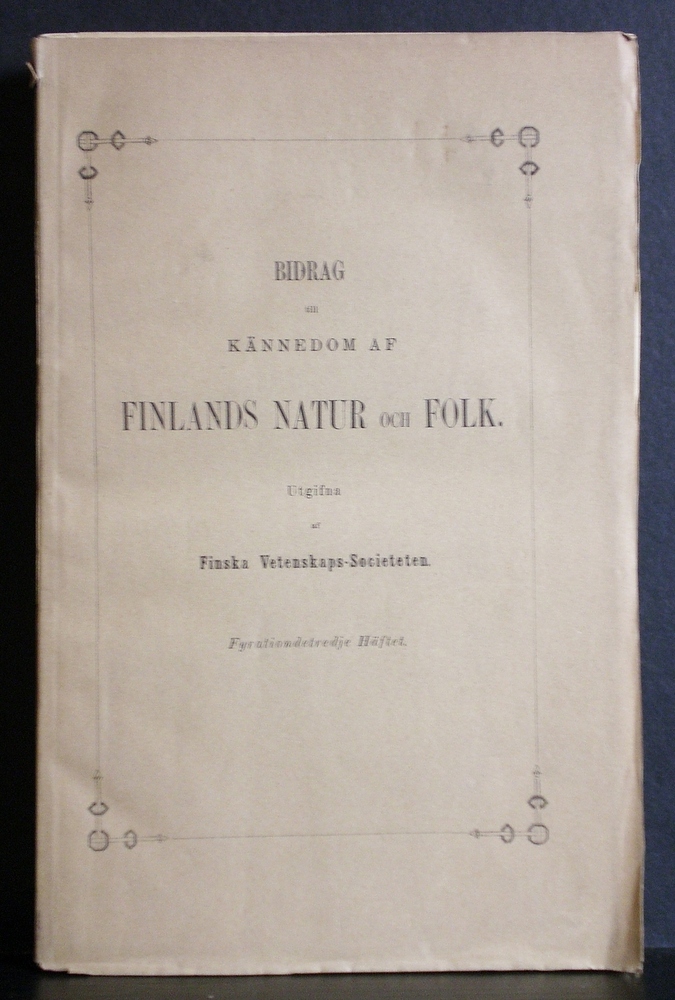 BIDRAG
till
KÄNNEDOM AF
FINLANDS NATUR OCH FOLK.
Utgifna
af
Finska Vetenskaps-Societeten.
Fyrationdetredje Häftet.